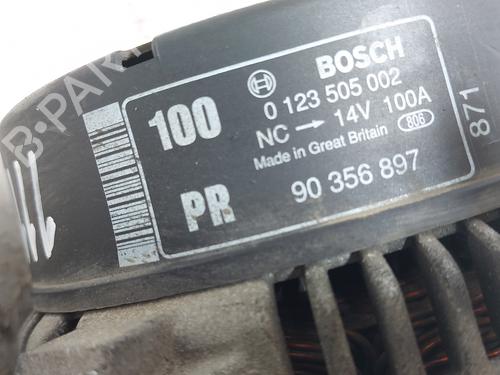 B-PARTS
BOSCH
100
0 123 505 002
NC → 14V 100A
Made in Great Britain 806
871
PR
90 356 897